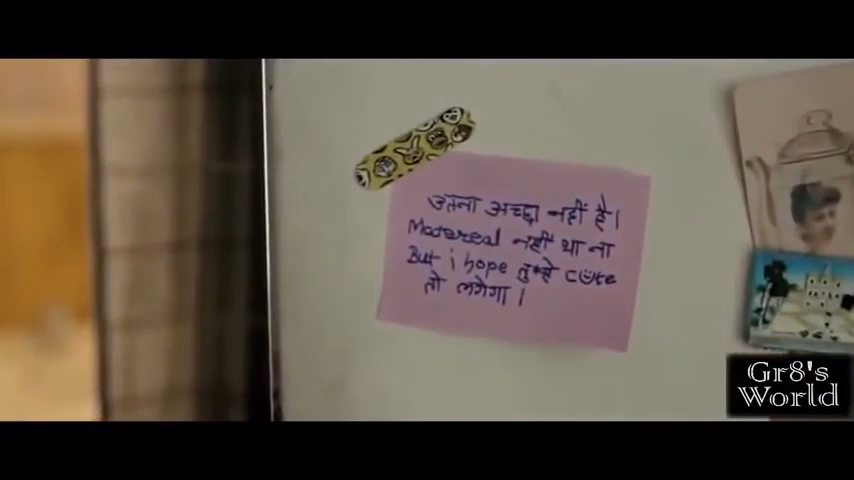 उतना अच्छा नहीं है।
Matereal नहीं था ना
But i hope तुझे cute
तो लगेगा।
Gr8's
World